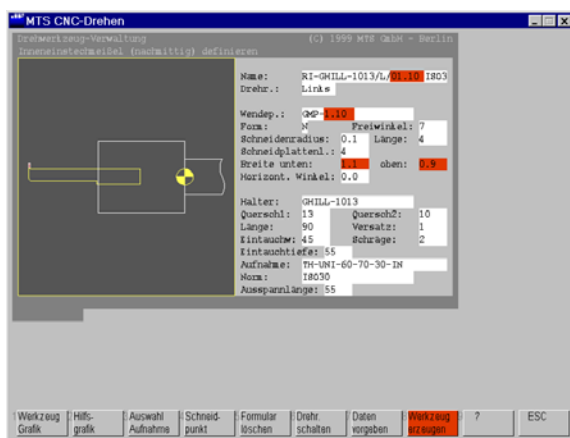 MTS CNC-Drehen
Drehwerkzeug-Verwaltung (C) 1999 MTS GmbH - Berlin
Inneneinstechmeißel (nachmittig) definieren
Name: RI-GHILL-1013/L/01.10 ISO3
Drehr.: Links
Wendep.: GMP-1.10
Form: N Freiwinkel: 7
Schneidenradius: 0.1 Länge: 4
Schneidplattenl.: 4
Breite unten: 1.1 oben: 0.9
Horizont. Winkel: 0.0
Halter: GHILL-1013
Querschl: 13 Quersch2: 10
Länge: 90 Versatz: 1
Eintauchw: 45 Schräge: 2
Eintauchtiefe: 55
Aufnahme: TH-UNI-60-70-30-IN
Norm: ISO30
Ausspannlänge: 55
Werkzeug Grafik Hilfs- grafik Auswahl Aufnahme Schneid- punkt Formular löschen Drehr. schalten Daten vorgeben Werkzeug erzeugen ? ESC